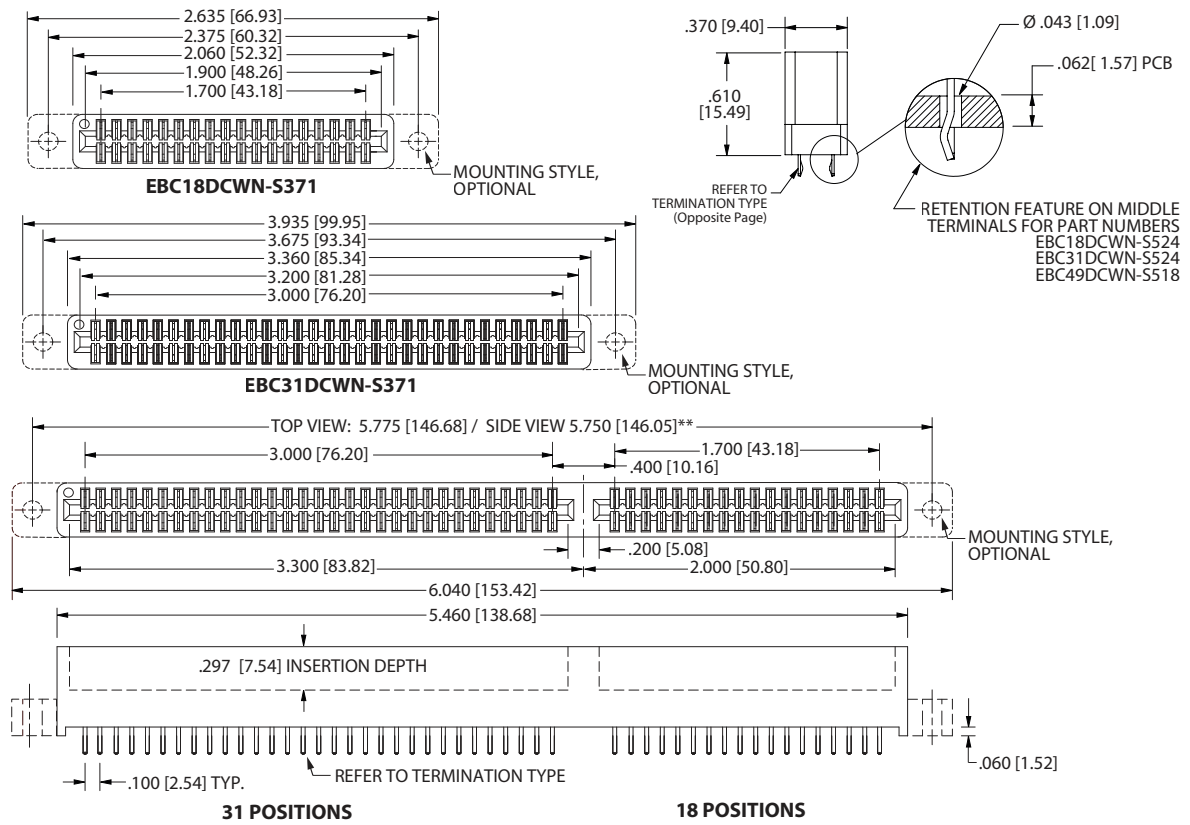 2.635 [66.93]
2.375 [60.32]
2.060 [52.32]
1.900 [48.26]
1.700 [43.18]
MOUNTING STYLE,
OPTIONAL
EBC18DCWN-S371
.370 [9.40]
.610
[15.49]
Ø .043 [1.09]
.062[ 1.57] PCB
REFER TO
TERMINATION TYPE
(Opposite Page)
RETENTION FEATURE ON MIDDLE
TERMINALS FOR PART NUMBERS
EBC18DCWN-S524
EBC31DCWN-S524
EBC49DCWN-S518
3.935 [99.95]
3.675 [93.34]
3.360 [85.34]
3.200 [81.28]
3.000 [76.20]
MOUNTING STYLE,
OPTIONAL
EBC31DCWN-S371
TOP VIEW: 5.775 [146.68] / SIDE VIEW 5.750 [146.05]**
3.000 [76.20]
1.700 [43.18]
.400 [10.16]
MOUNTING STYLE,
OPTIONAL
.200 [5.08]
3.300 [83.82]
2.000 [50.80]
6.040 [153.42]
5.460 [138.68]
.297 [7.54] INSERTION DEPTH
.060 [1.52]
.100 [2.54] TYP.
REFER TO TERMINATION TYPE
31 POSITIONS
18 POSITIONS